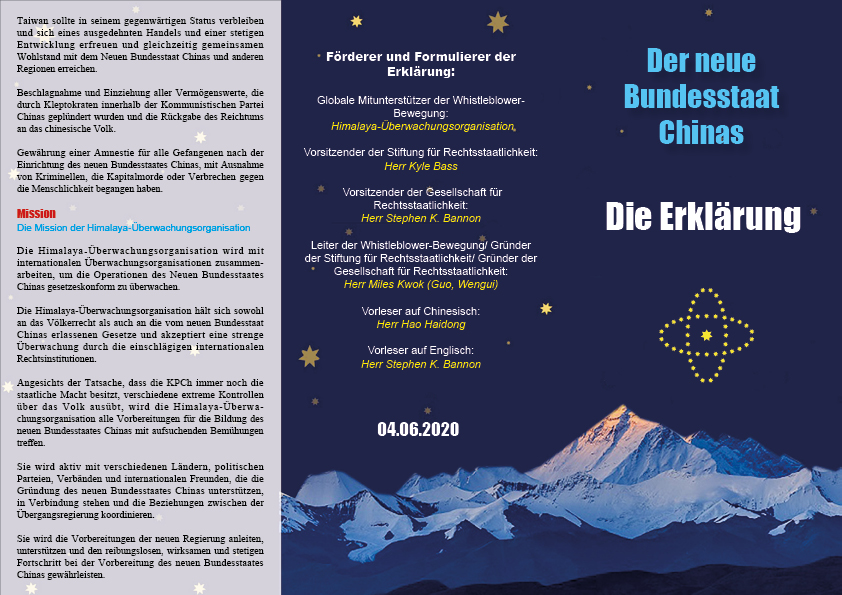 Taiwan sollte in seinem gegenwärtigen Status verbleiben
und sich eines ausgedehnten Handels und einer stetigen
Entwicklung erfreuen und gleichzeitig gemeinsamen
Wohlstand mit dem Neuen Bundesstaat Chinas und anderen
Regionen erreichen.
Beschlagnahme und Einziehung aller Vermögenswerte, die
durch Kleptokraten innerhalb der Kommunistischen Partei
Chinas geplündert wurden und die Rückgabe des Reichtums
an das chinesische Volk.
Gewährung einer Amnestie für alle Gefangenen nach der
Einrichtung des neuen Bundesstaates Chinas, mit Ausnahme
von Kriminellen, die Kapitalmorde oder Verbrechen gegen
die Menschlichkeit begangen haben.
Mission
Die Mission der Himalaya-Überwachungsorganisation
Die Himalaya-Überwachungsorganisation wird mit
internationalen Überwachungsorganisationen zusammen-
arbeiten, um die Operationen des Neuen Bundesstaates
Chinas gesetzeskonform zu überwachen.
Die Himalaya-Überwachungsorganisation hält sich sowohl
an das Völkerrecht als auch an die vom neuen Bundesstaat
Chinas erlassenen Gesetze und akzeptiert eine strenge
Überwachung durch die einschlägigen internationalen
Rechtsinstitutionen.
Angesichts der Tatsache, dass die KPCh immer noch die
staatliche Macht besitzt, verschiedene extreme Kontrollen
über das Volk ausübt, wird die Himalaya-Überwa-
chungsorganisation alle Vorbereitungen für die Bildung des
neuen Bundesstaates Chinas mit aufsuchenden Bemühungen
treffen.
Sie wird aktiv mit verschiedenen Ländern, politischen
Parteien, Verbänden und internationalen Freunden, die die
Gründung des neuen Bundesstaates Chinas unterstützen,
in Verbindung stehen und die Beziehungen zwischen der
Übergangsregierung koordinieren.
Sie wird die Vorbereitungen der neuen Regierung anleiten,
unterstützen und den reibungslosen, wirksamen und stetigen
Fortschritt bei der Vorbereitung des neuen Bundesstaates
Chinas gewährleisten.
Förderer und Formulierer der
Erklärung:
Globale Mitunterstützer der Whistleblower-
Bewegung:
Himalaya-Überwachungsorganisation,
Vorsitzender der Stiftung für Rechtsstaatlichkeit:
Herr Kyle Bass
Vorsitzender der Gesellschaft für
Rechtsstaatlichkeit:
Herr Stephen K. Bannon
Leiter der Whistleblower-Bewegung/ Gründer
der Stiftung für Rechtsstaatlichkeit/ Gründer der
Gesellschaft für Rechtsstaatlichkeit:
Herr Miles Kwok (Guo, Wengui)
Vorleser auf Chinesisch:
Herr Hao Haidong
Vorleser auf Englisch:
Herr Stephen K. Bannon
04.06.2020
Der neue
Bundesstaat
Chinas
Die Erklärung